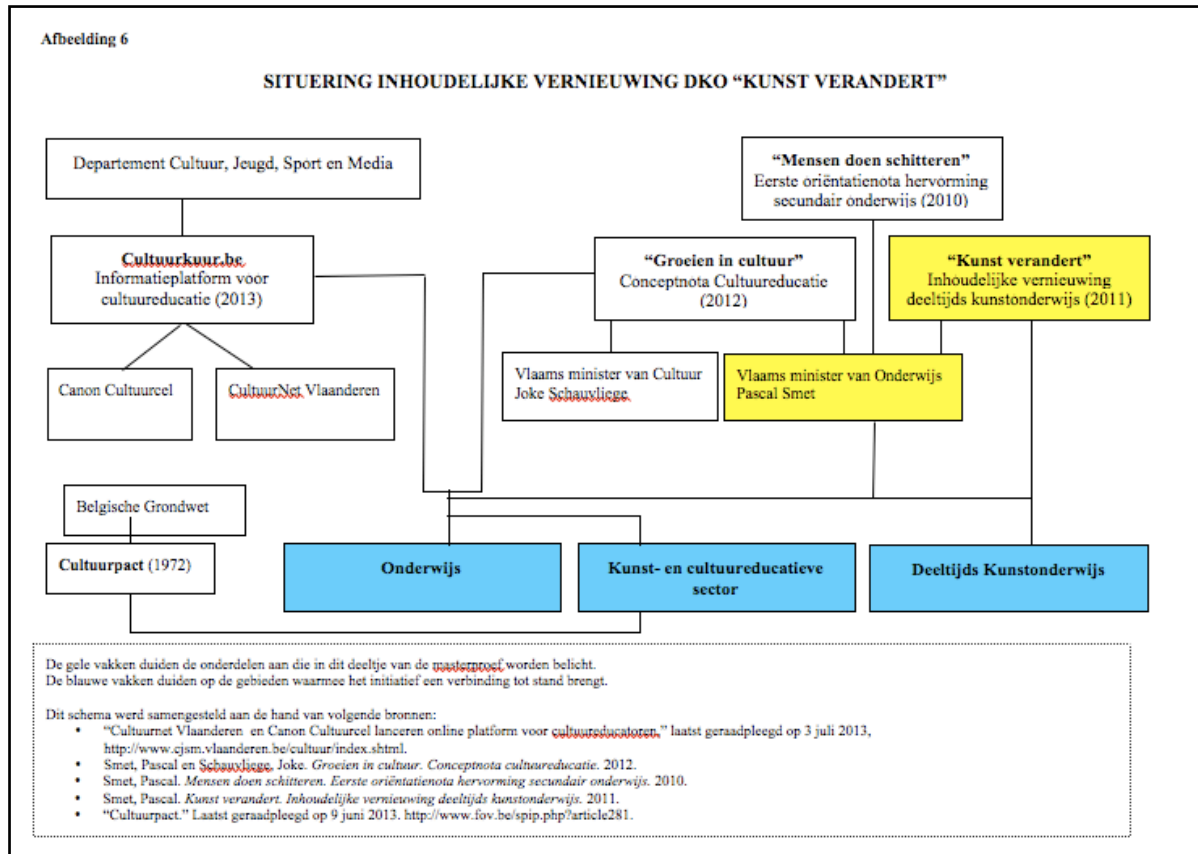 Afbeelding 6
SITUERING INHOUDELIJKE VERNIEUWING DKO “KUNST VERANDERT”
Departement Cultuur, Jeugd, Sport en Media
“Mensen doen schitteren”
Eerste oriëntatienota hervorming
secundair onderwijs (2010)
Cultuurkuur.be
Informatieplatform voor
cultuureducatie (2013)
“Groeien in cultuur”
Conceptnota Cultuureducatie
(2012)
“Kunst verandert”
Inhoudelijke vernieuwing
deeltijds kunstonderwijs (2011)
Canon Cultuurcel
CultuurNet Vlaanderen
Vlaams minister van Cultuur
Joke Schauvliege
Vlaams minister van Onderwijs
Pascal Smet
Belgische Grondwet
Cultuurpact (1972)
Onderwijs
Kunst- en cultuureducatieve
sector
Deeltijds Kunstonderwijs
De gele vakken duiden de onderdelen aan die in dit deeltje van de masterproef worden belicht.
De blauwe vakken duiden op de gebieden waarmee het initiatief een verbinding tot stand brengt.
Dit schema werd samengesteld aan de hand van volgende bronnen:
• “Cultuurnet Vlaanderen en Canon Cultuurcel lanceren online platform voor cultuureducatoren,” laatst geraadpleegd op 3 juli 2013,
http://www.cjsm.vlaanderen.be/cultuur/index.shtml.
• Smet, Pascal en Schauvliege, Joke. Groeien in cultuur. Conceptnota cultuureducatie. 2012.
• Smet, Pascal. Mensen doen schitteren. Eerste oriëntatienota hervorming secundair onderwijs. 2010.
• Smet, Pascal. Kunst verandert. Inhoudelijke vernieuwing deeltijds kunstonderwijs. 2011.
• “Cultuurpact.” Laatst geraadpleegd op 9 juni 2013. http://www.fov.be/spip.php?article281.